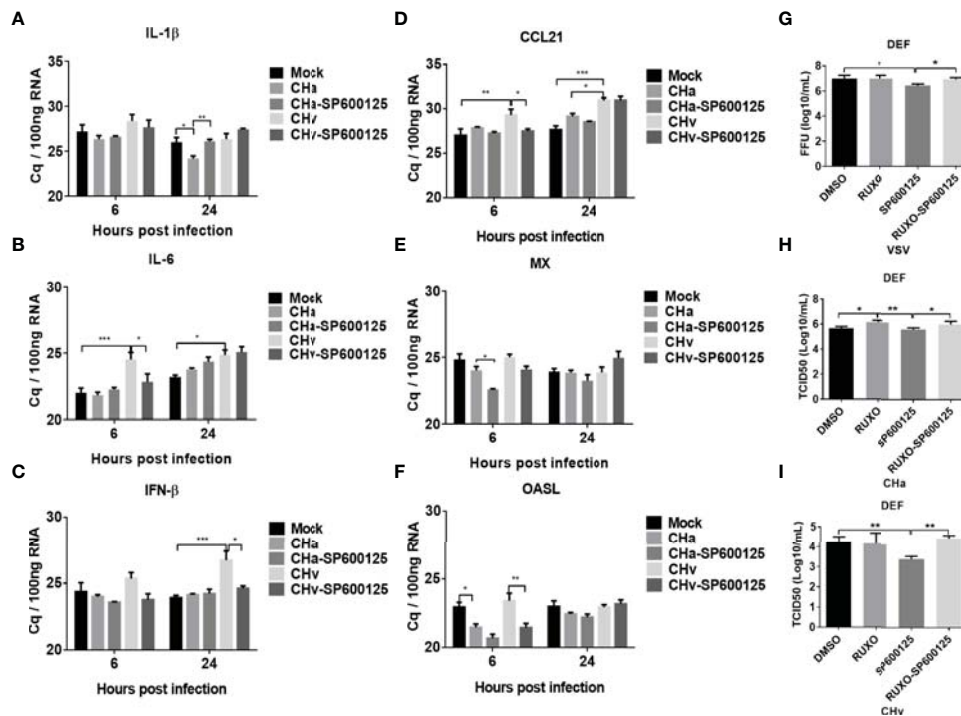 A
IL-1β
Cq / 100ng RNA
35
30
25
20
* **
6 24
Hours post infection
Mock
CHa
CHa-SP600125
CHv
CHv-SP600125
B
IL-6
Cq / 100ng RNA
30
25
20
*** * *
6 24
Hours post infection
Mock
CHa
CHa-SP600125
CHv
CHv-SP600125
C
IFN-β
Cq / 100ng RNA
30
25
20
*** *
6 24
Hours post infection
Mock
CHa
CHa-SP600125
CHv
CHv-SP600125
D
CCL21
Cq / 100ng RNA
35
30
25
20
** * *** *
6 24
Hours post infection
Mock
CHa
CHa-SP600125
CHv
CHv-SP600125
E
MX
Cq / 100ng RNA
30
25
20
*
6 24
Hours post infection
Mock
CHa
CHa-SP600125
CHv
CHv-SP600125
F
OASL
Cq / 100ng RNA
30
25
20
* **
6 24
Hours post infection
Mock
CHa
CHa-SP600125
CHv
CHv-SP600125
G
DEF
FFU (log10/mL)
10
8
6
4
2
0
* *
DMSO RUXO SP600125 RUXO-SP600125
VSV
H
DEF
TCID50 (Log10/mL)
10
8
6
4
2
0
* ** *
DMSO RUXO SP600125 RUXO-SP600125
CHa
I
DEF
TCID50 (Log10/mL)
5
4
3
2
1
0
** **
DMSO RUXO SP600125 RUXO-SP600125
CHv